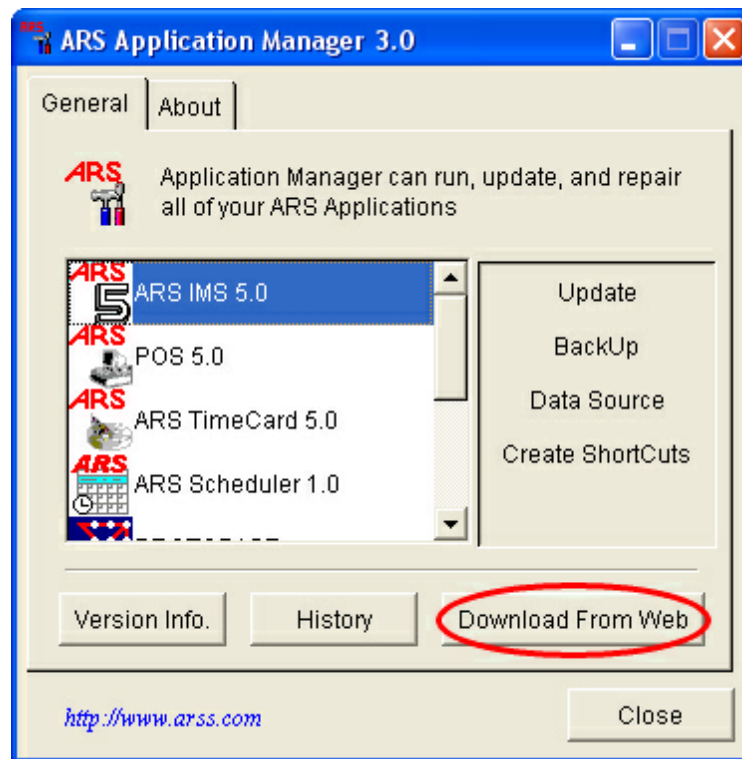 ARS
ARS Application Manager 3.0
General
About
ARS
Application Manager can run, update, and repair
all of your ARS Applications
ARS
5
ARS IMS 5.0
ARS
POS 5.0
ARS
ARS TimeCard 5.0
ARS
ARS Scheduler 1.0
Update
BackUp
Data Source
Create ShortCuts
Version Info.
History
Download From Web
http://www.arss.com
Close